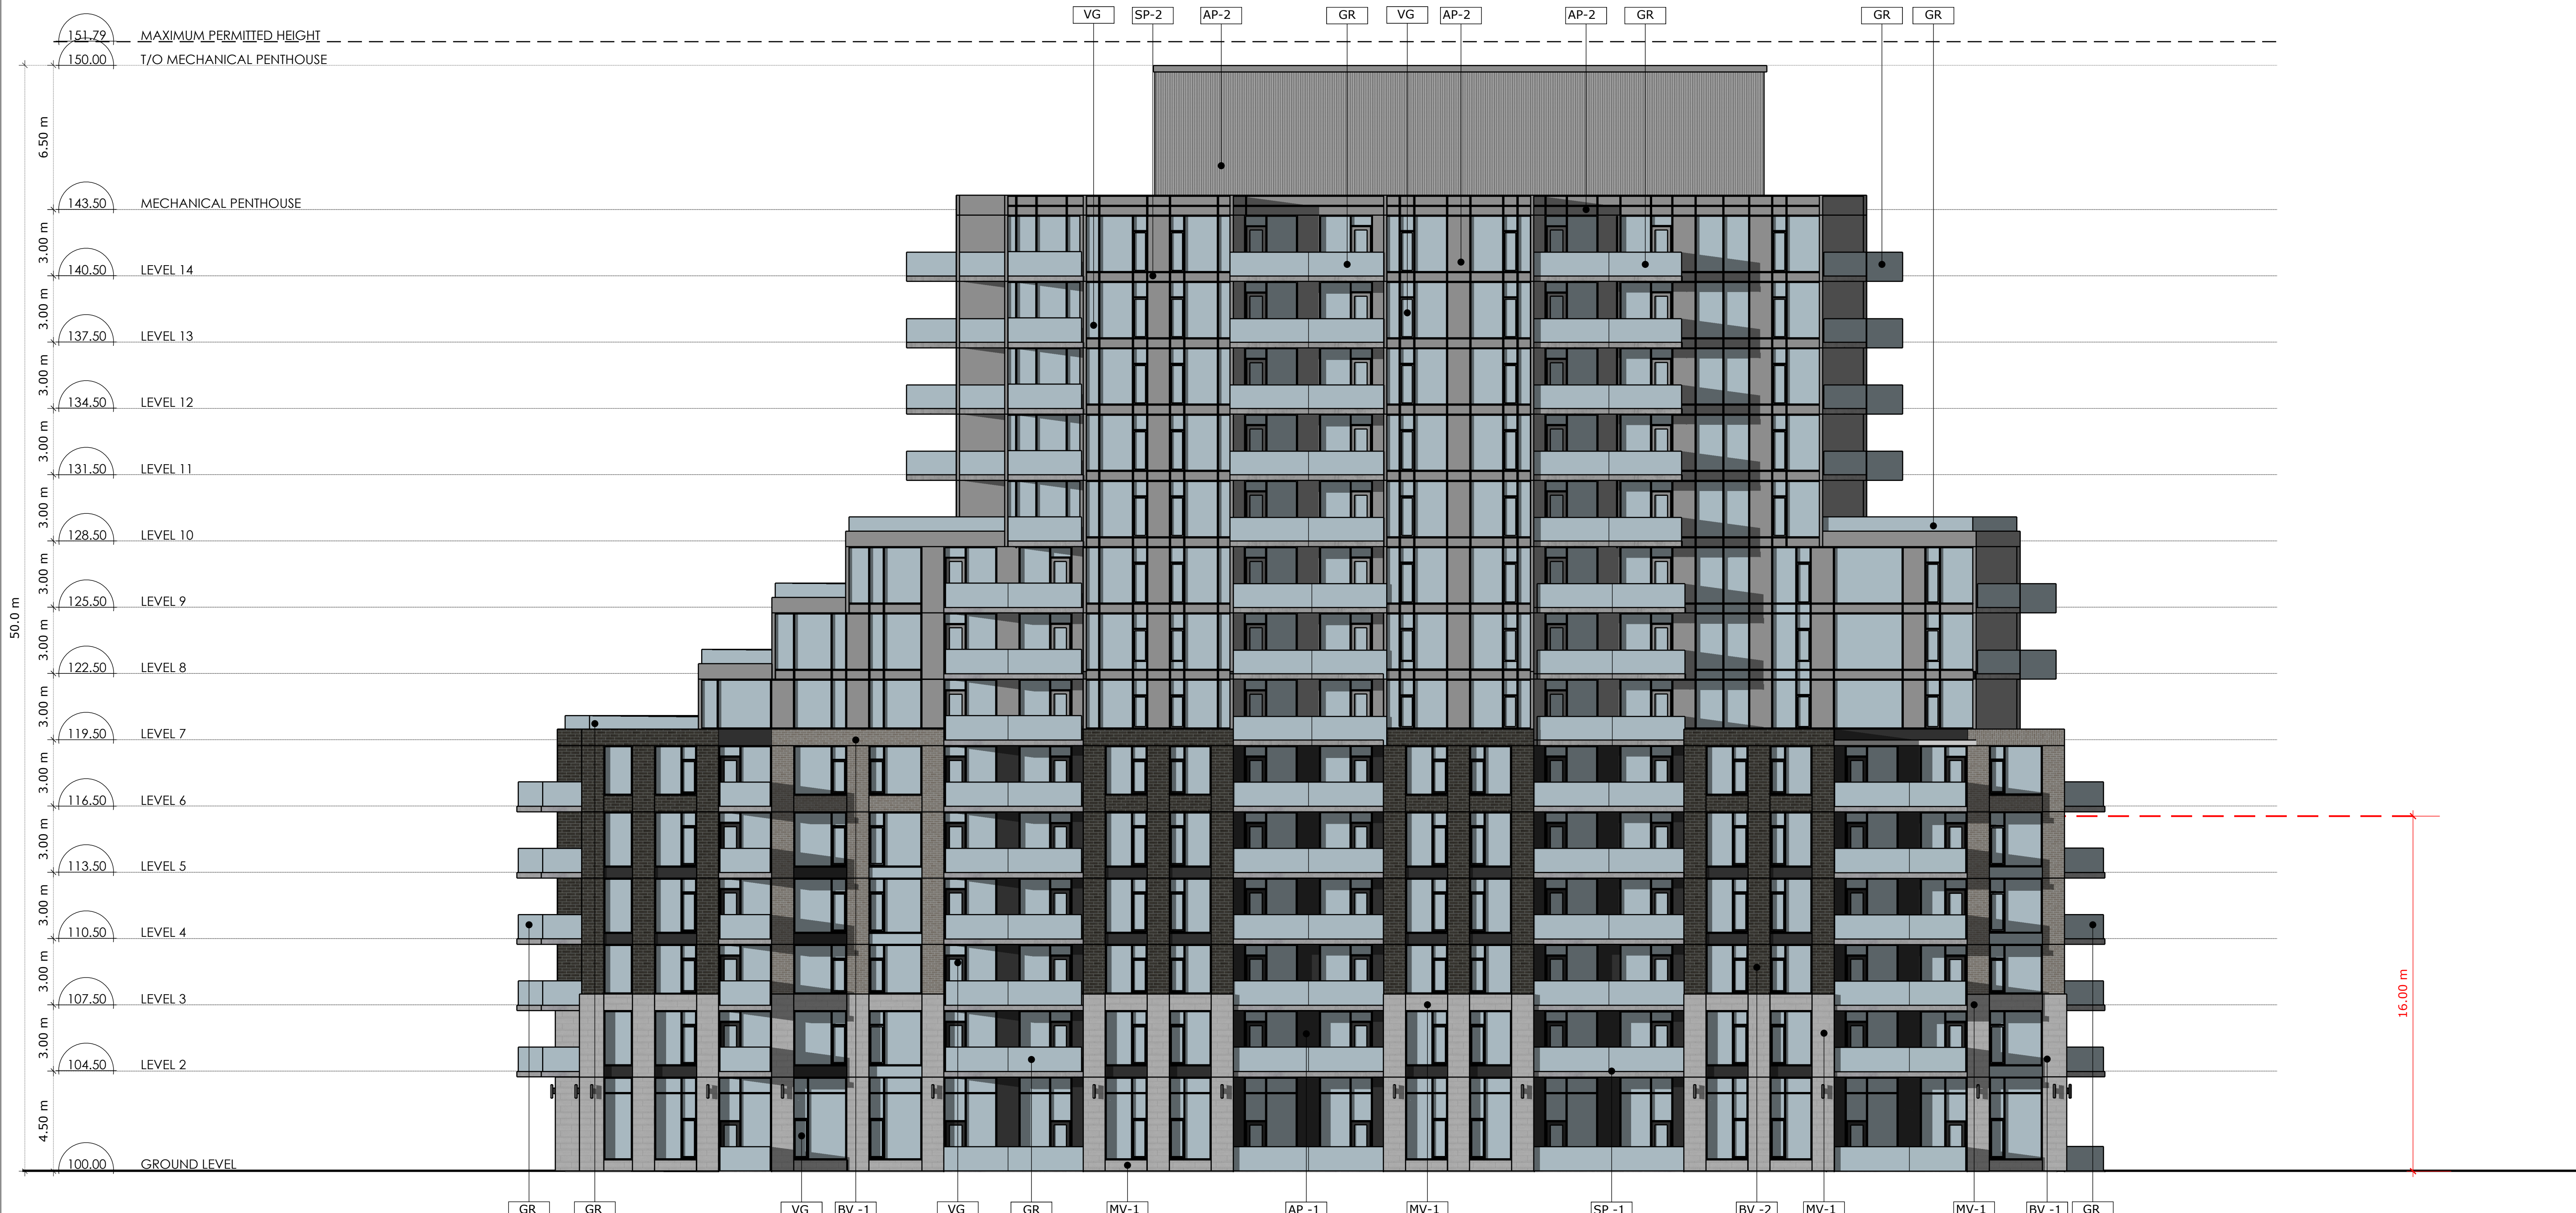 VG SP-2 AP-2 GR VG AP-2 AP-2 GR GR GR
151.79 MAXIMUM PERMITTED HEIGHT
150.00 T/O MECHANICAL PENTHOUSE
6.50 m
143.50 MECHANICAL PENTHOUSE
3.00 m
140.50 LEVEL 14
3.00 m
137.50 LEVEL 13
3.00 m
134.50 LEVEL 12
3.00 m
131.50 LEVEL 11
3.00 m
128.50 LEVEL 10
3.00 m
125.50 LEVEL 9
50.0 m
3.00 m
122.50 LEVEL 8
3.00 m
119.50 LEVEL 7
3.00 m
116.50 LEVEL 6
3.00 m
113.50 LEVEL 5
3.00 m
110.50 LEVEL 4
3.00 m
16.00 m
107.50 LEVEL 3
3.00 m
104.50 LEVEL 2
4.50 m
100.00 GROUND LEVEL
GR GR VG BV -1 VG GR MV-1 AP -1 MV-1 SP -1 BV -2 MV-1 MV-1 BV -1 GR